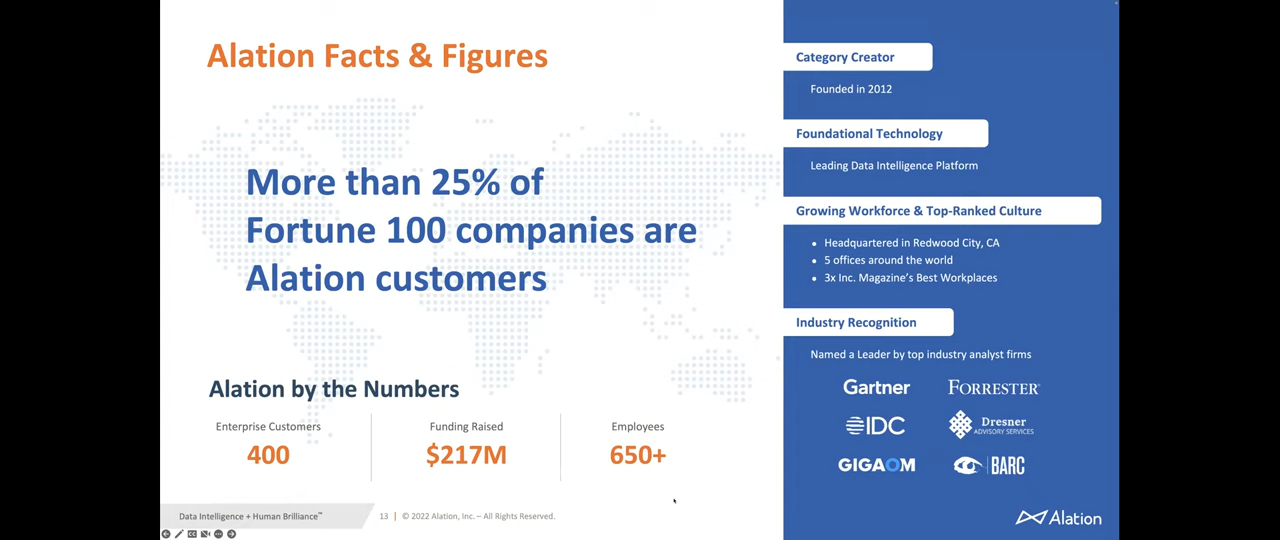 Alation Facts & Figures
More than 25% of
Fortune 100 companies are
Alation customers
Alation by the Numbers
Enterprise Customers
400
Funding Raised
$217M
Employees
650+
Data Intelligence + Human Brilliance™
13 | © 2022 Alation, Inc. – All Rights Reserved.
Category Creator
Founded in 2012
Foundational Technology
Leading Data Intelligence Platform
Growing Workforce & Top-Ranked Culture
• Headquartered in Redwood City, CA
• 5 offices around the world
• 3x Inc. Magazine's Best Workplaces
Industry Recognition
Named a Leader by top industry analyst firms
Gartner
FORRESTER®
IDC
Dresner
ADVISORY SERVICES
GIGAOM
BARC
Alation